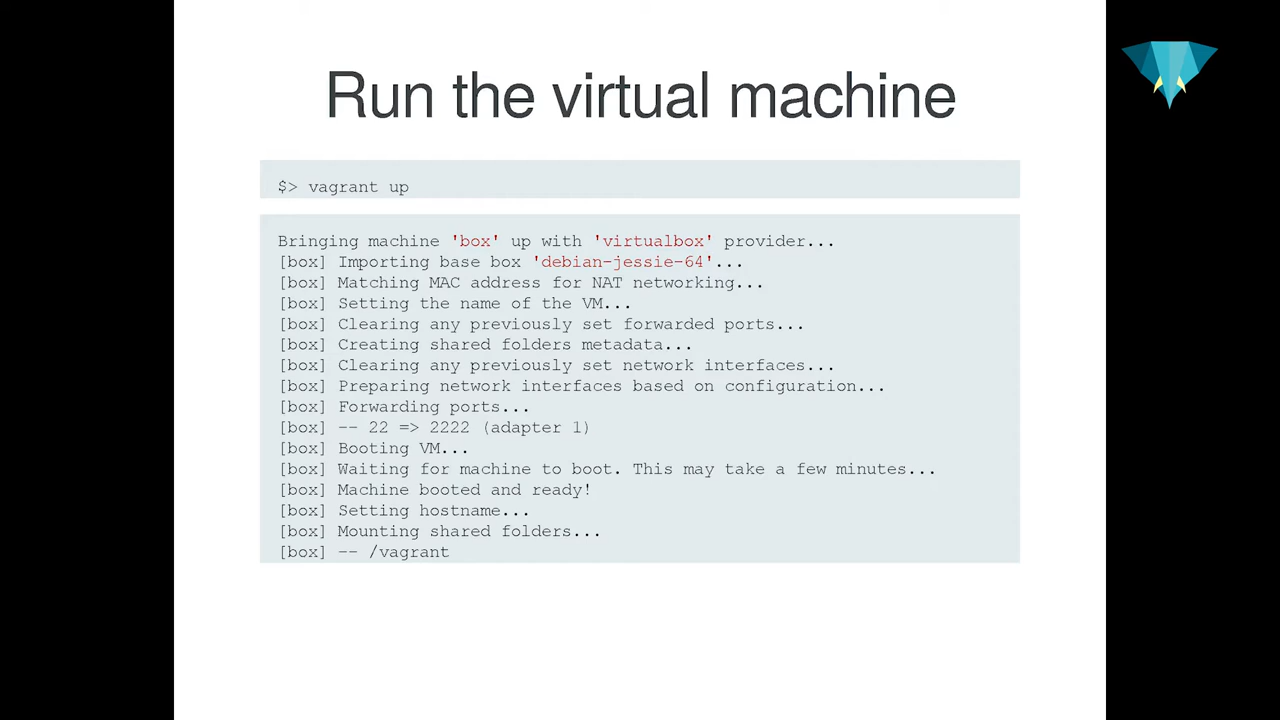 Run the virtual machine
$> vagrant up
Bringing machine 'box' up with 'virtualbox' provider...
[box] Importing base box 'debian-jessie-64'...
[box] Matching MAC address for NAT networking...
[box] Setting the name of the VM...
[box] Clearing any previously set forwarded ports...
[box] Creating shared folders metadata...
[box] Clearing any previously set network interfaces...
[box] Preparing network interfaces based on configuration...
[box] Forwarding ports...
[box] -- 22 => 2222 (adapter 1)
[box] Booting VM...
[box] Waiting for machine to boot. This may take a few minutes...
[box] Machine booted and ready!
[box] Setting hostname...
[box] Mounting shared folders...
[box] -- /vagrant